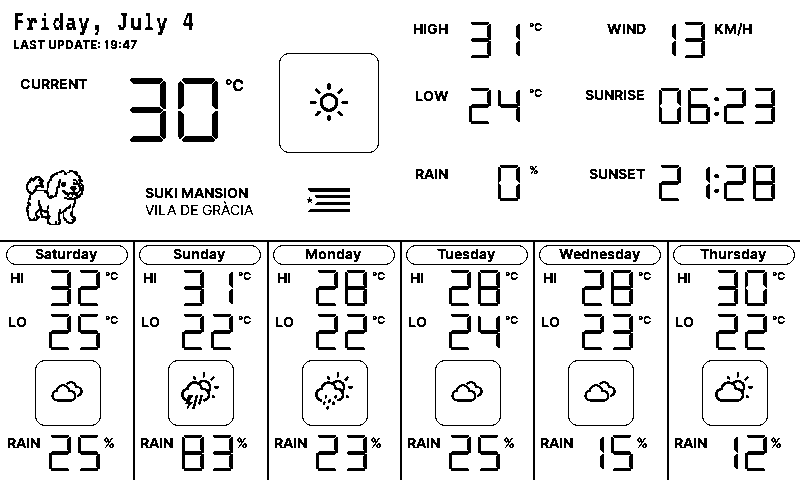 Friday, July 4
LAST UPDATE: 19:47
CURRENT 30 °C
HIGH 31 °C
WIND 13 KM/H
LOW 24 °C
SUNRISE 06:23
RAIN 0 %
SUNSET 21:28
SUKI MANSION
VILA DE GRÀCIA
Saturday
HI 32 °C
LO 25 °C
RAIN 25 %
Sunday
HI 31 °C
LO 22 °C
RAIN 83 %
Monday
HI 28 °C
LO 22 °C
RAIN 23 %
Tuesday
HI 28 °C
LO 24 °C
RAIN 25 %
Wednesday
HI 28 °C
LO 23 °C
RAIN 15 %
Thursday
HI 30 °C
LO 22 °C
RAIN 12 %